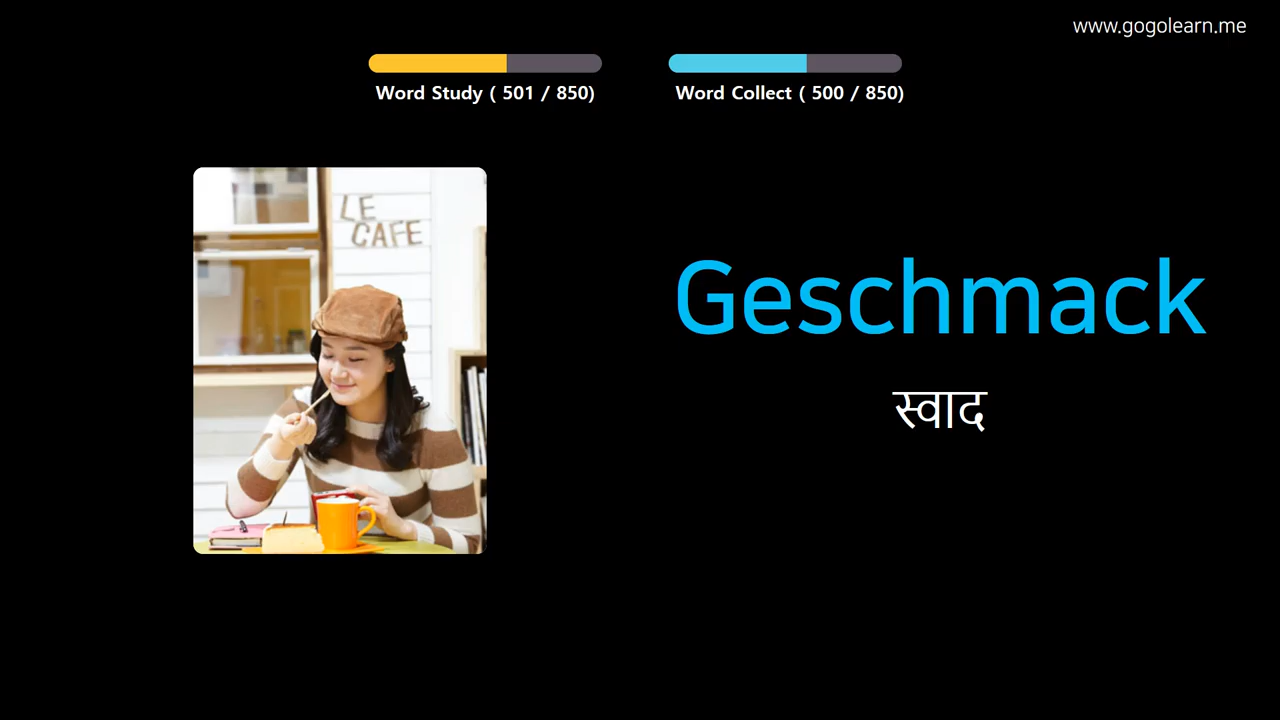 www.gogolearn.me
Word Study ( 501 / 850)
Word Collect ( 500 / 850)
LE
CAFE
Geschmack
स्वाद